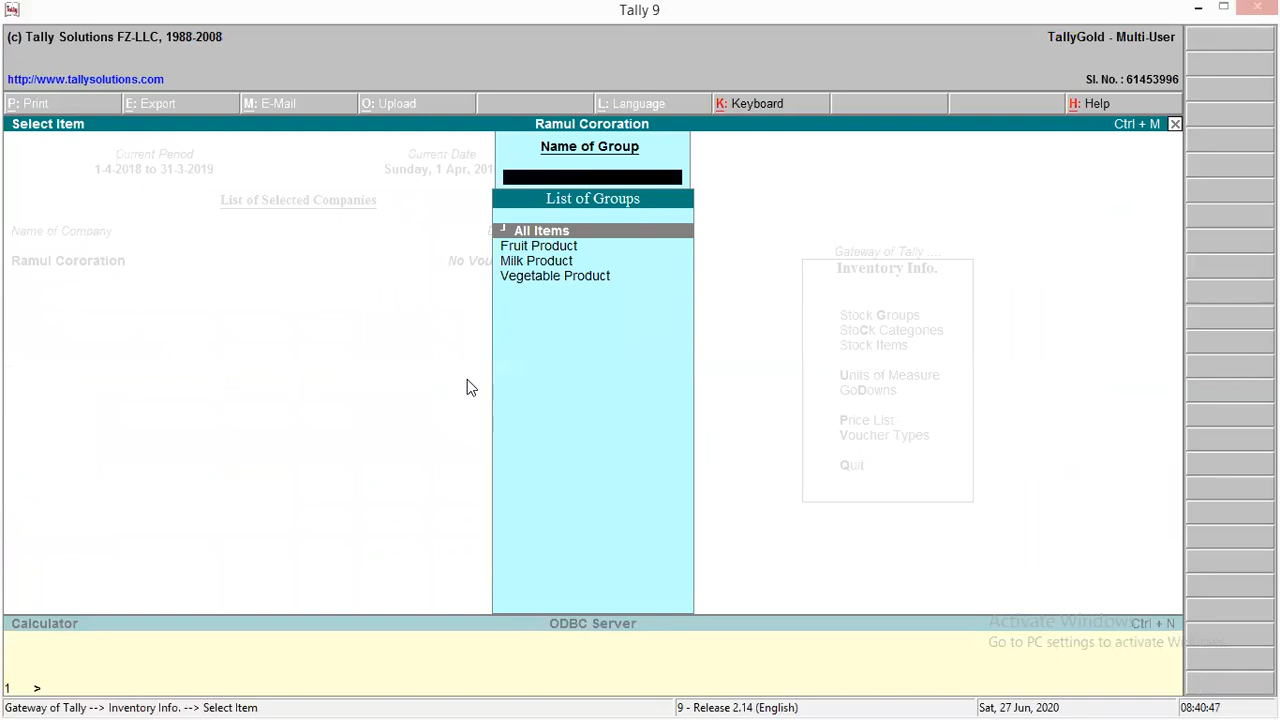 Tally 9
(c) Tally Solutions FZ-LLC, 1988-2008
TallyGold - Multi-User
http://www.tallysolutions.com
Sl. No. : 61453996
P: Print
E: Export
M: E-Mail
O: Upload
L: Language
K: Keyboard
H: Help
Select Item
Ramul Cororation
Ctrl + M
Current Period
1-4-2018 to 31-3-2019
Current Date
Sunday, 1 Apr, 201
List of Selected Companies
Name of Company
Ramul Cororation
No Vou
Name of Group
List of Groups
All Items
Fruit Product
Milk Product
Vegetable Product
Gateway of Tally ....
Inventory Info.
Stock Groups
StoCk Categories
Stock Items
Units of Measure
GoDowns
Price List
Voucher Types
Quit
Calculator
ODBC Server
Ctrl + N
Activate Windows
Go to PC settings to activate Windows.
1 >
Gateway of Tally --> Inventory Info. --> Select Item
9 - Release 2.14 (English)
Sat, 27 Jun, 2020
08:40:47